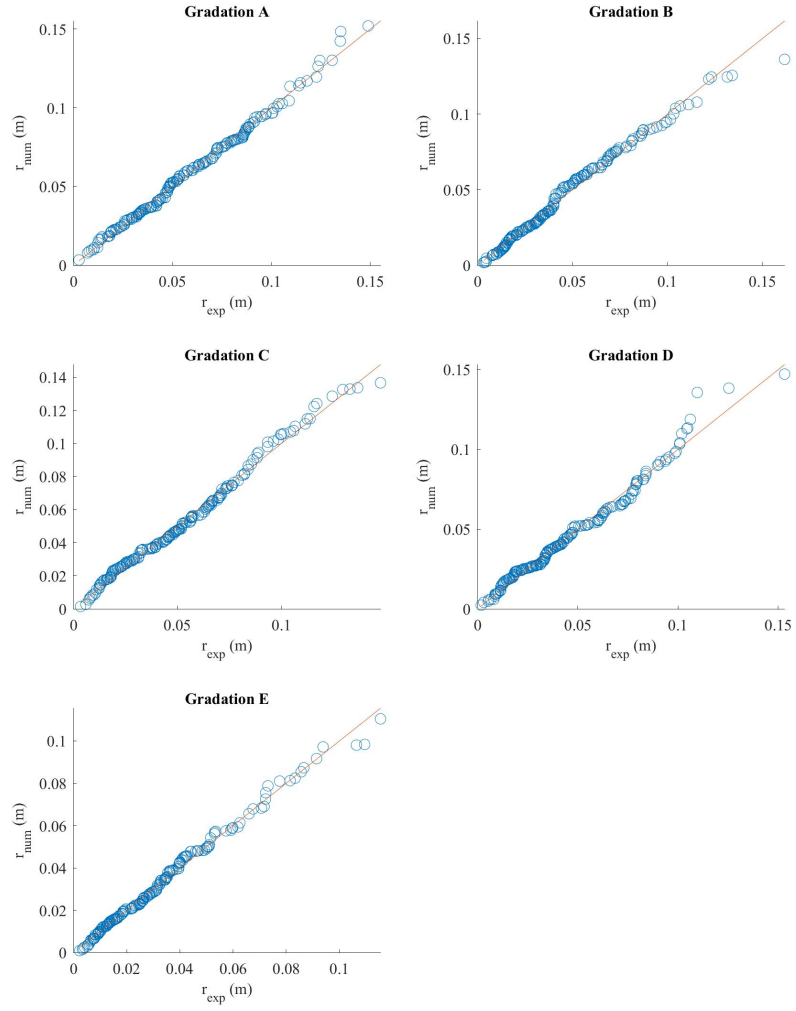 Gradation A
0.15
0.1
0.05
0
r_num (m)
0 0.05 0.1 0.15
r_exp (m)
Gradation B
0.15
0.1
0.05
0
r_num (m)
0 0.05 0.1 0.15
r_exp (m)
Gradation C
0.14
0.12
0.1
0.08
0.06
0.04
0.02
0
r_num (m)
0 0.05 0.1
r_exp (m)
Gradation D
0.15
0.1
0.05
0
r_num (m)
0 0.05 0.1 0.15
r_exp (m)
Gradation E
0.1
0.08
0.06
0.04
0.02
0
r_num (m)
0 0.02 0.04 0.06 0.08 0.1
r_exp (m)